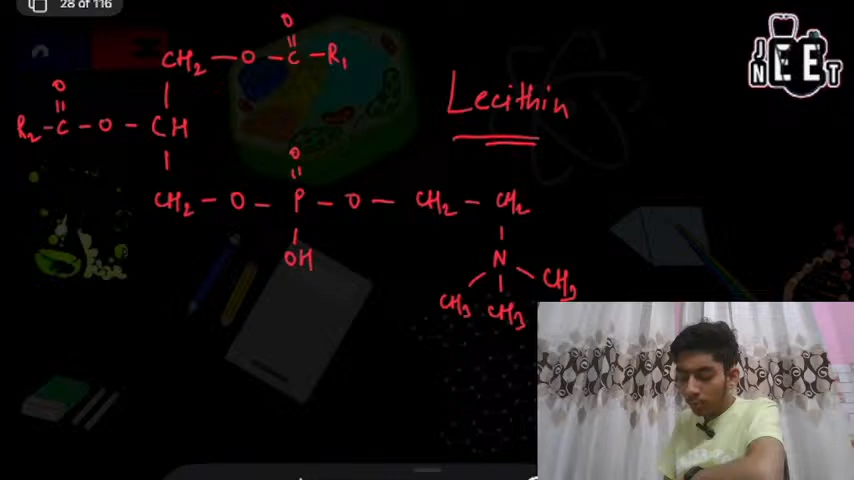 28 of 116
J NEET
O
||
CH2 - O - C - R1
|
O
||
R2 - C - O - CH
|
O
||
CH2 - O - P - O - CH2 - CH2
| |
OH N
CH3 CH3 CH3
Lecithin